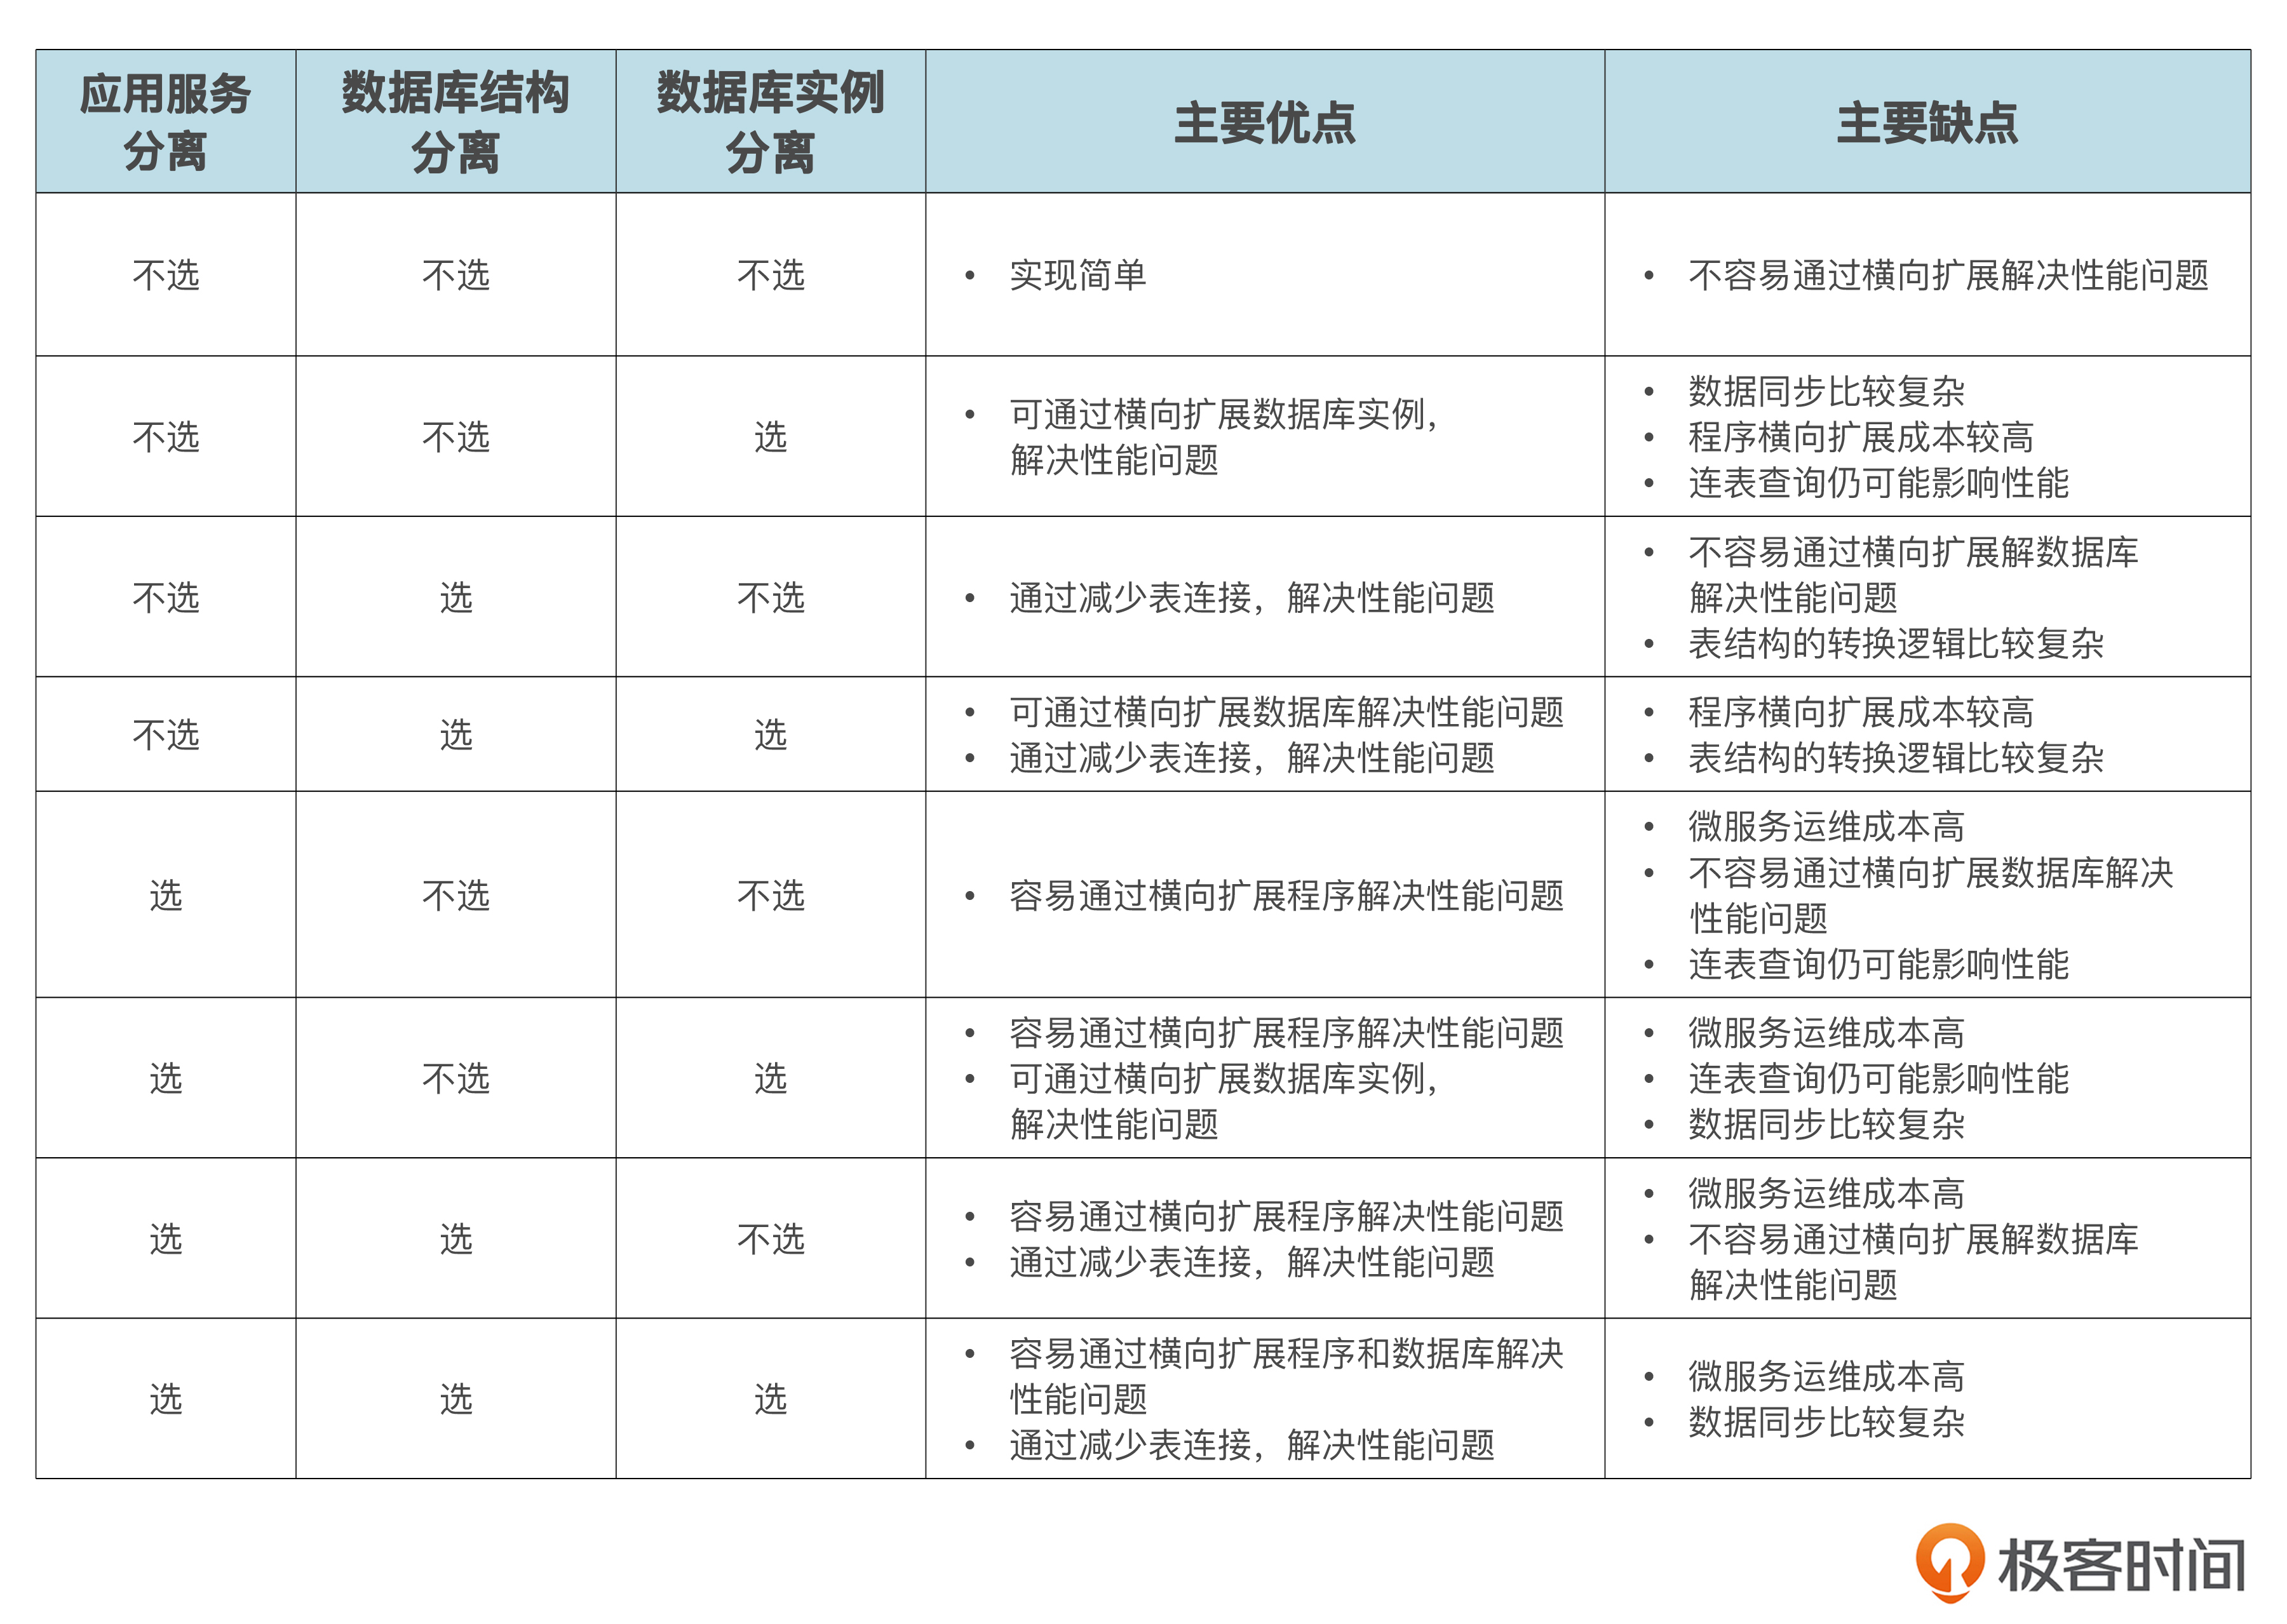 应用服务
分离
数据库结构
分离
数据库实例
分离
主要优点
主要缺点
不选
不选
不选
• 实现简单
• 不容易通过横向扩展解决性能问题
不选
不选
选
• 可通过横向扩展数据库实例，
解决性能问题
• 数据同步比较复杂
• 程序横向扩展成本较高
• 连表查询仍可能影响性能
不选
选
不选
• 通过减少表连接，解决性能问题
• 不容易通过横向扩展解数据库
解决性能问题
• 表结构的转换逻辑比较复杂
不选
选
选
• 可通过横向扩展数据库解决性能问题
• 通过减少表连接，解决性能问题
• 程序横向扩展成本较高
• 表结构的转换逻辑比较复杂
选
不选
不选
• 容易通过横向扩展程序解决性能问题
• 微服务运维成本高
• 不容易通过横向扩展数据库解决
性能问题
• 连表查询仍可能影响性能
选
不选
选
• 容易通过横向扩展程序解决性能问题
• 可通过横向扩展数据库实例，
解决性能问题
• 微服务运维成本高
• 连表查询仍可能影响性能
• 数据同步比较复杂
选
选
不选
• 容易通过横向扩展程序解决性能问题
• 通过减少表连接，解决性能问题
• 微服务运维成本高
• 不容易通过横向扩展解数据库
解决性能问题
选
选
选
• 容易通过横向扩展程序和数据库解决
性能问题
• 通过减少表连接，解决性能问题
• 微服务运维成本高
• 数据同步比较复杂
极客时间